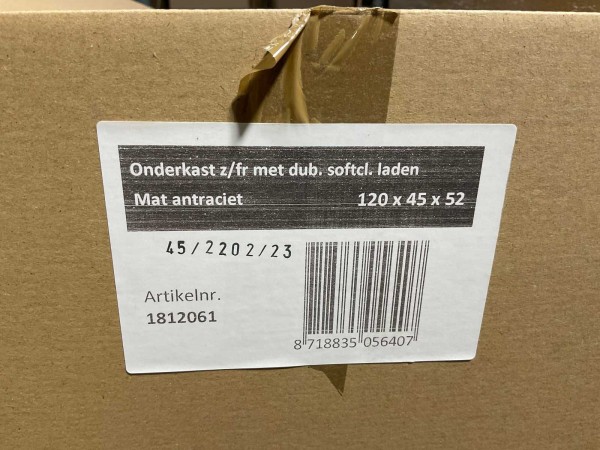 Onderkast z/fr met dub. softcl. laden
Mat antraciet 120 x 45 x 52
45/2202/23
Artikelnr.
1812061
8 718835 056407